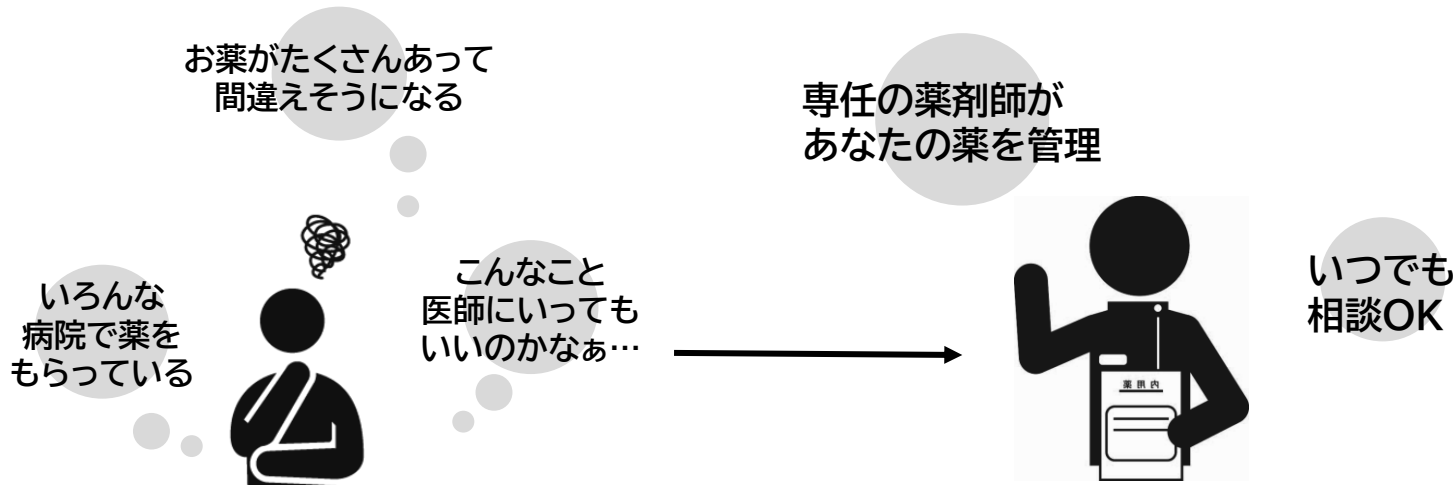 お薬がたくさんあって
間違えそうになる
いろんな
病院で薬を
もらっている
こんなこと
医師にいっても
いいのかなぁ…
専任の薬剤師が
あなたの薬を管理
薬用内
いつでも
相談OK